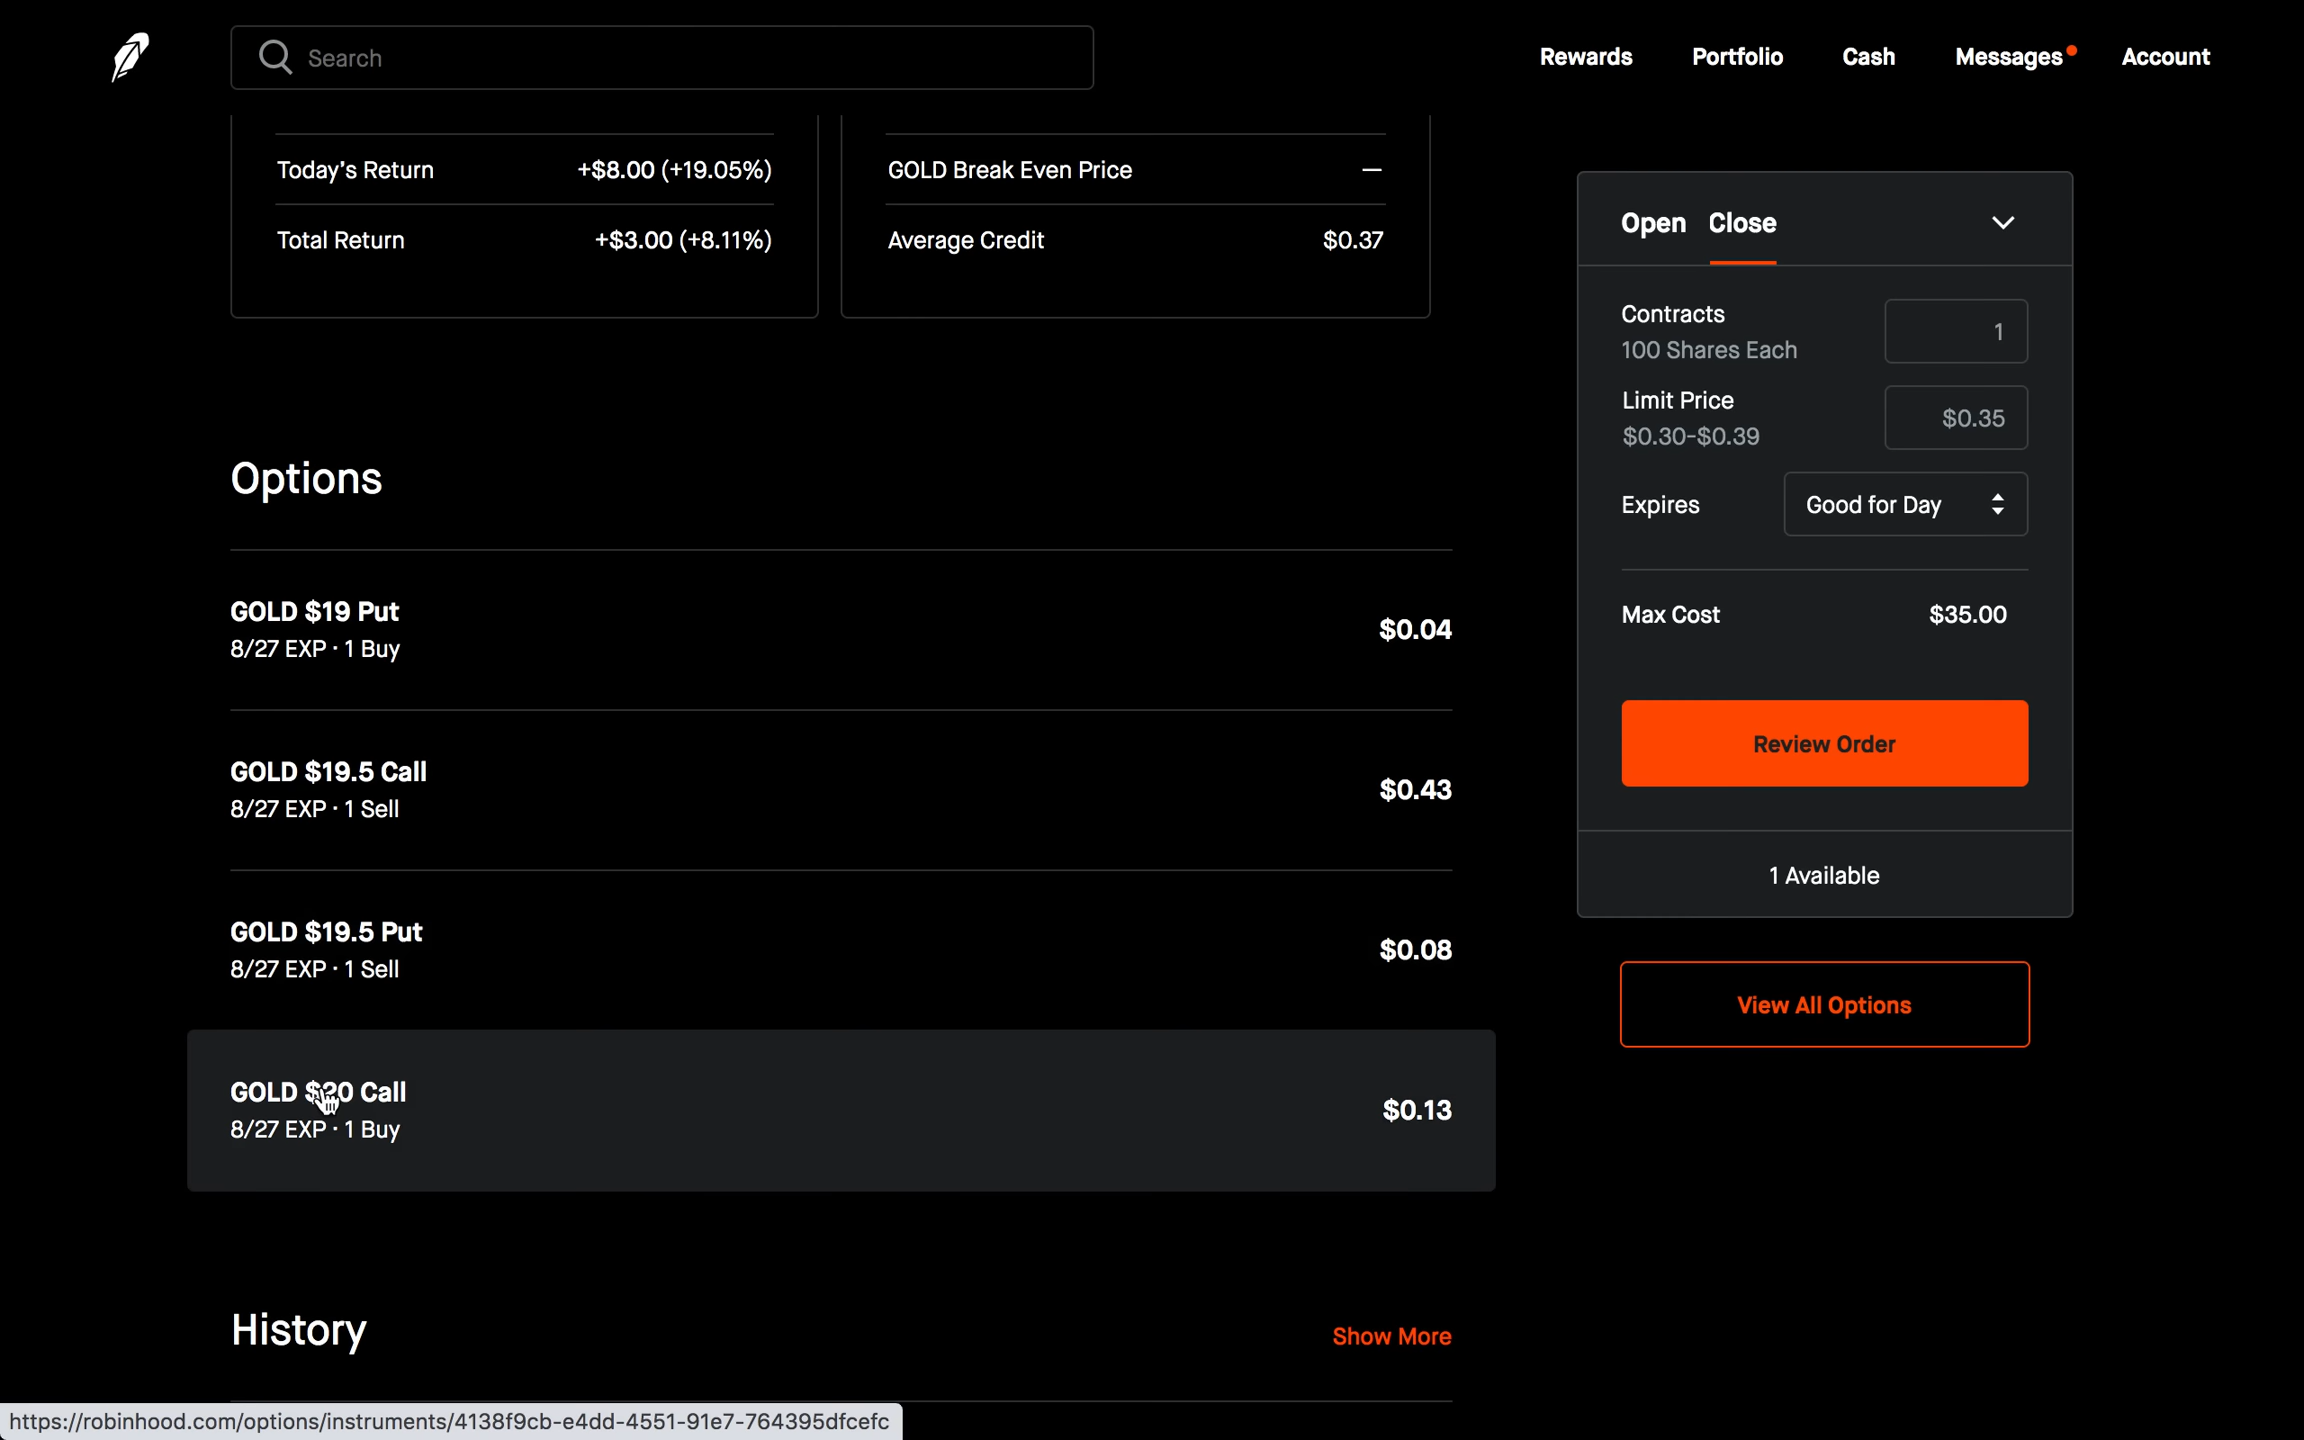 Search
Rewards
Portfolio
Cash
Messages
Account
Today's Return +$8.00 (+19.05%)
Total Return +$3.00 (+8.11%)
GOLD Break Even Price —
Average Credit $0.37
Open Close
Contracts 1
100 Shares Each
Limit Price $0.35
$0.30-$0.39
Expires Good for Day
Max Cost $35.00
Review Order
1 Available
View All Options
Options
GOLD $19 Put
8/27 EXP · 1 Buy
$0.04
GOLD $19.5 Call
8/27 EXP · 1 Sell
$0.43
GOLD $19.5 Put
8/27 EXP · 1 Sell
$0.08
GOLD $20 Call
8/27 EXP · 1 Buy
$0.13
History
Show More
https://robinhood.com/options/instruments/4138f9cb-e4dd-4551-91e7-764395dfcefc